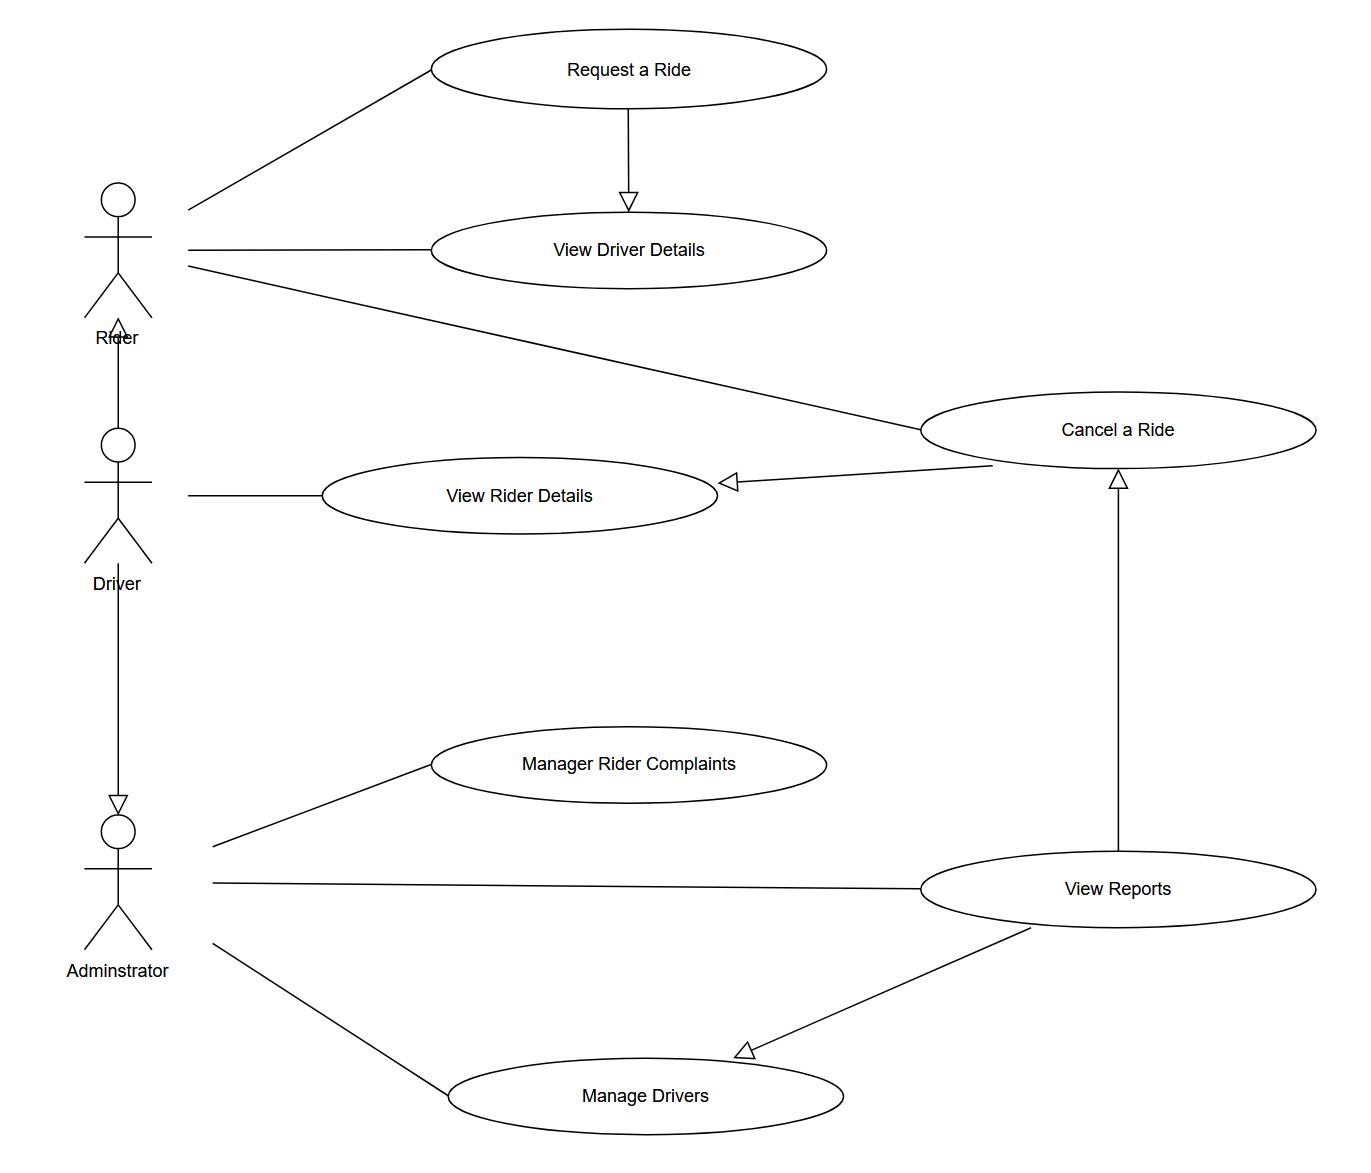 Request a Ride
View Driver Details
Rider
Cancel a Ride
View Rider Details
Driver
Manager Rider Complaints
View Reports
Adminstrator
Manage Drivers